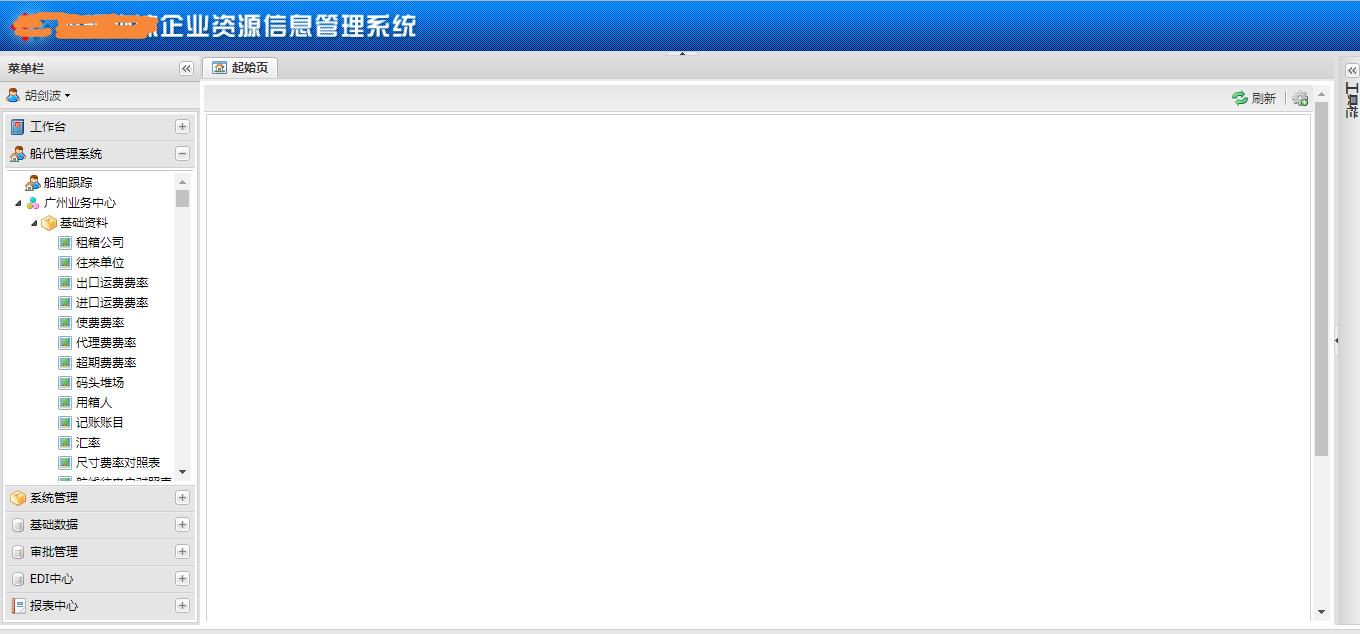 企业资源信息管理系统
菜单栏
起始页
工具栏
胡剑波
刷新
工作台
船代管理系统
船舶跟踪
广州业务中心
基础资料
租箱公司
往来单位
出口运费费率
进口运费费率
使费费率
代理费费率
超期费费率
码头堆场
用箱人
记账账目
汇率
尺寸费率对照表
系统管理
基础数据
审批管理
EDI中心
报表中心